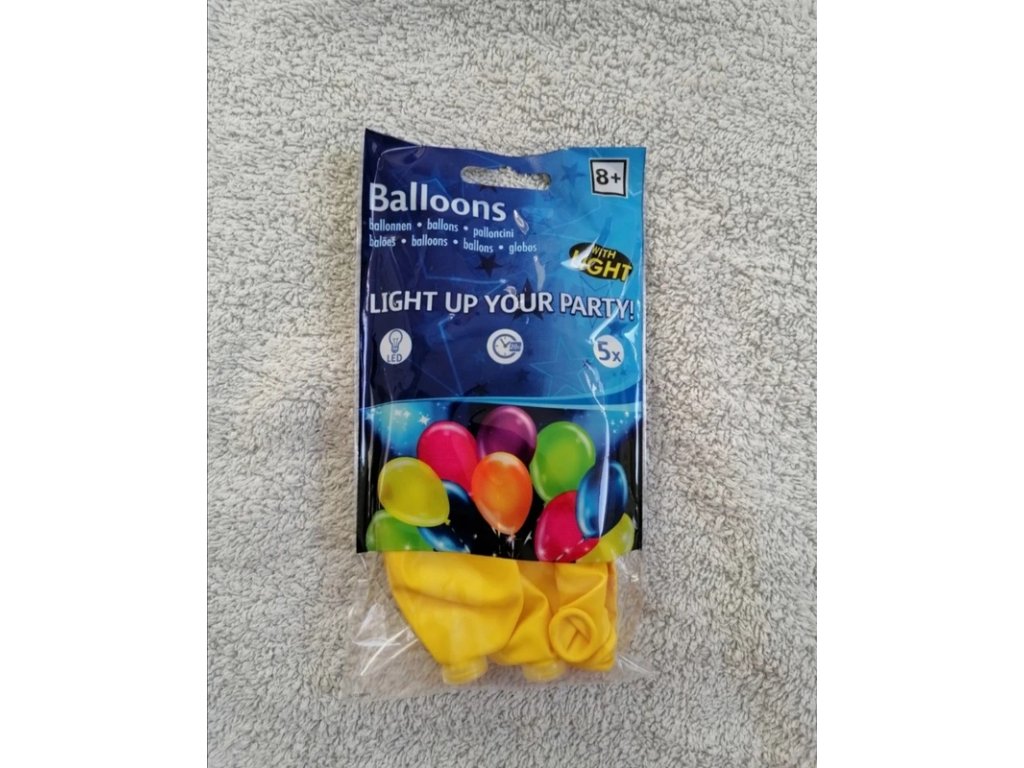 8+
Balloons
ballonnen • ballons • palloncini
balões • balloons • ballons • globos
WITH
LIGHT
LIGHT UP YOUR PARTY!
LED
5x